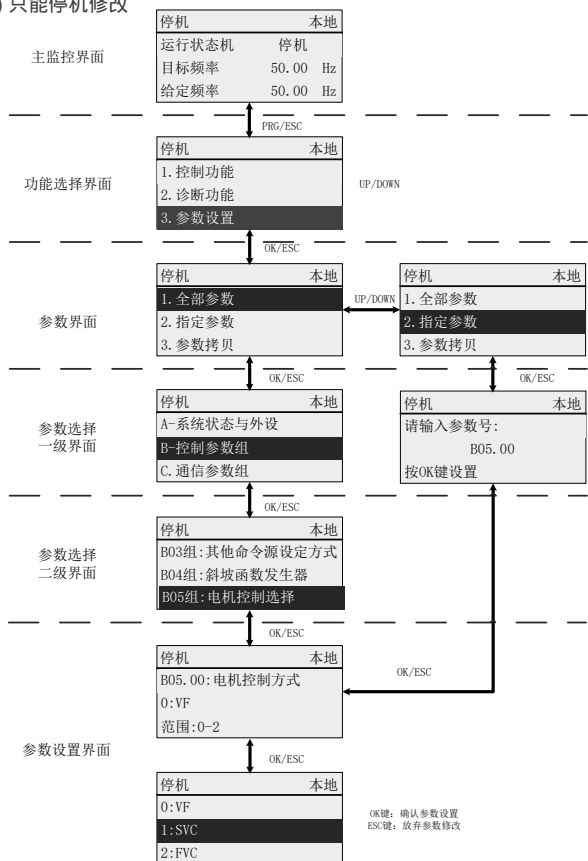 ) 只能停机修改
停机 本地
运行状态机 停机
目标频率 50.00 Hz
给定频率 50.00 Hz
主监控界面
PRG/ESC
停机 本地
1.控制功能
2.诊断功能
3.参数设置
功能选择界面
UP/DOWN
OK/ESC
停机 本地
1.全部参数
2.指定参数
3.参数拷贝
参数界面
UP/DOWN
停机 本地
1.全部参数
2.指定参数
3.参数拷贝
OK/ESC
OK/ESC
停机 本地
A-系统状态与外设
B-控制参数组
C.通信参数组
参数选择
一级界面
停机 本地
请输入参数号:
B05.00
按OK键设置
OK/ESC
停机 本地
B03组:其他命令源设定方式
B04组:斜坡函数发生器
B05组:电机控制选择
参数选择
二级界面
OK/ESC
停机 本地
B05.00:电机控制方式
0:VF
范围:0-2
OK/ESC
参数设置界面
OK/ESC
停机 本地
0:VF
1:SVC
2:FVC
OK键：确认参数设置
ESC键：放弃参数修改